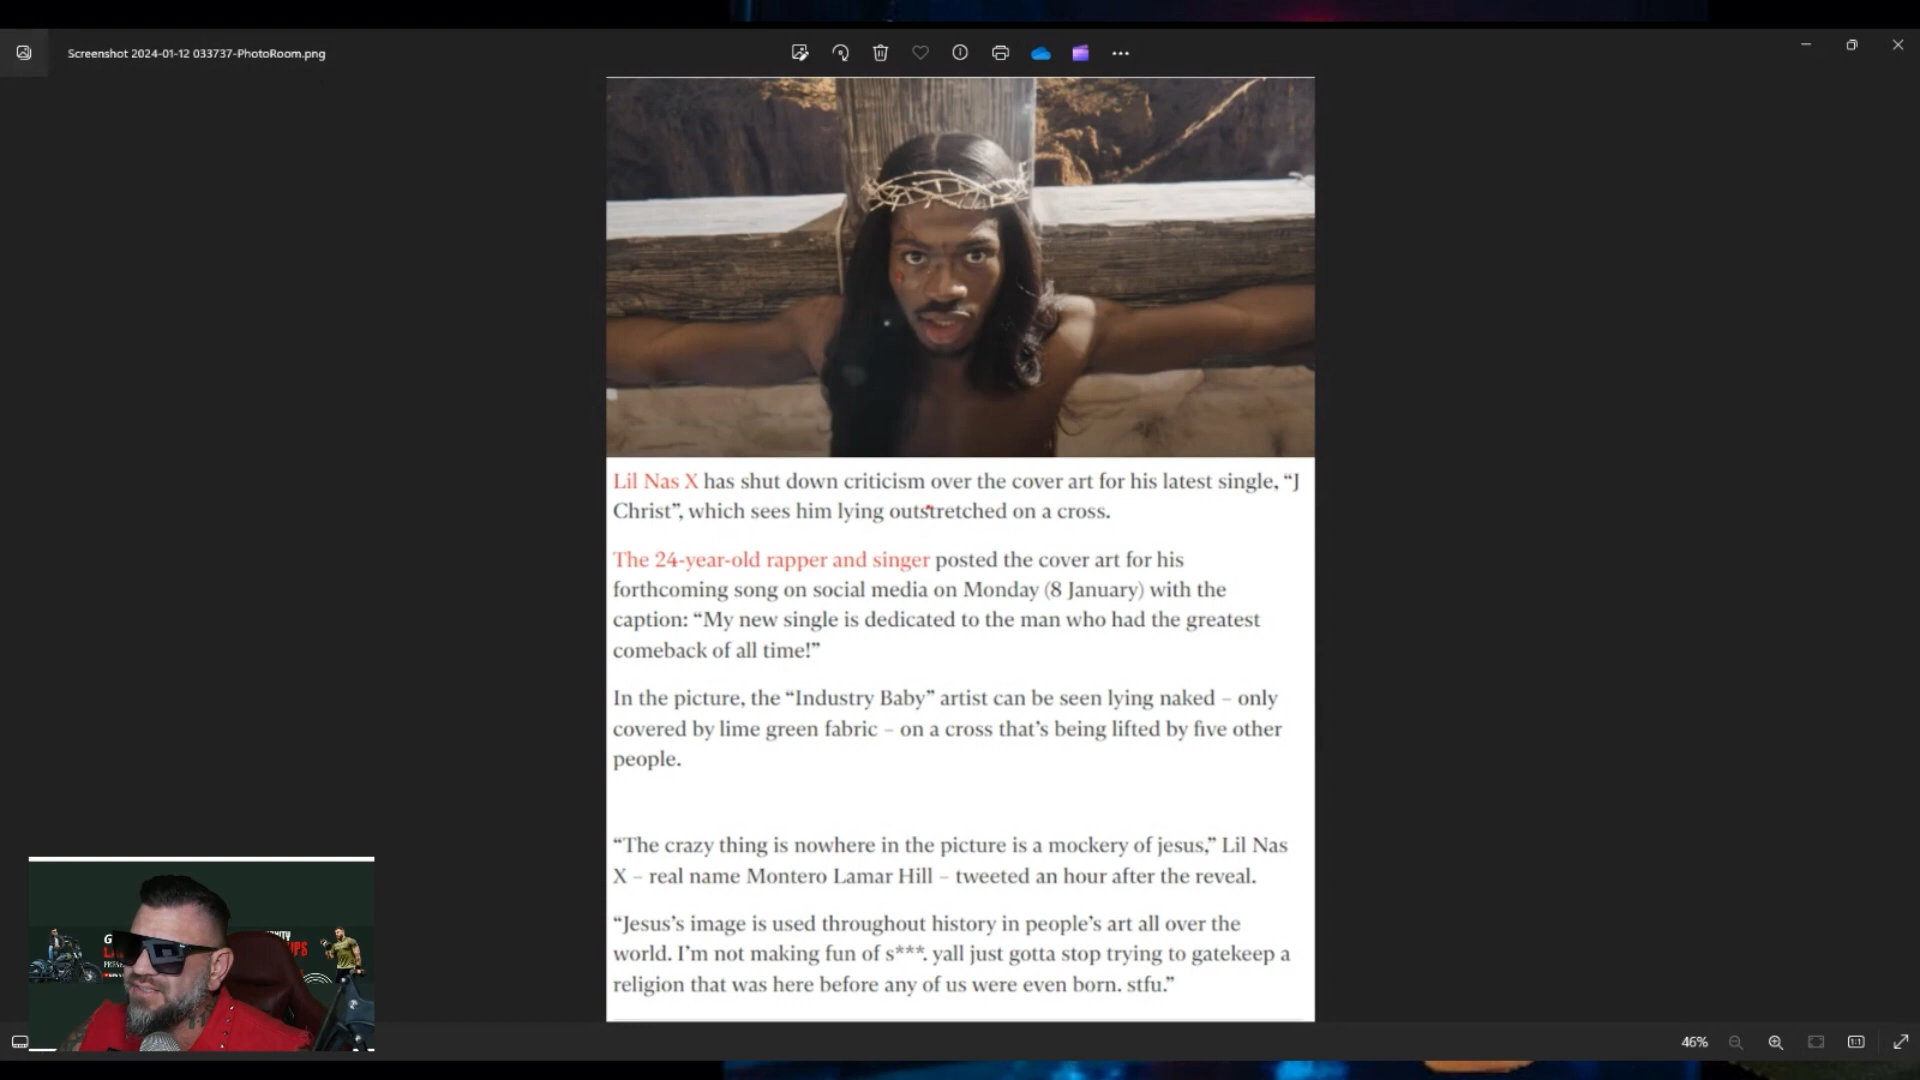 Screenshot 2024-01-12 033737-PhotoRoom.png
Lil Nas X has shut down criticism over the cover art for his latest single, “J
Christ”, which sees him lying outstretched on a cross.
The 24-year-old rapper and singer posted the cover art for his
forthcoming song on social media on Monday (8 January) with the
caption: “My new single is dedicated to the man who had the greatest
comeback of all time!”
In the picture, the “Industry Baby” artist can be seen lying naked – only
covered by lime green fabric – on a cross that’s being lifted by five other
people.
“The crazy thing is nowhere in the picture is a mockery of jesus,” Lil Nas
X – real name Montero Lamar Hill – tweeted an hour after the reveal.
“Jesus’s image is used throughout history in people’s art all over the
world. I’m not making fun of s***. yall just gotta stop trying to gatekeep a
religion that was here before any of us were even born. stfu.”
46%
1:1